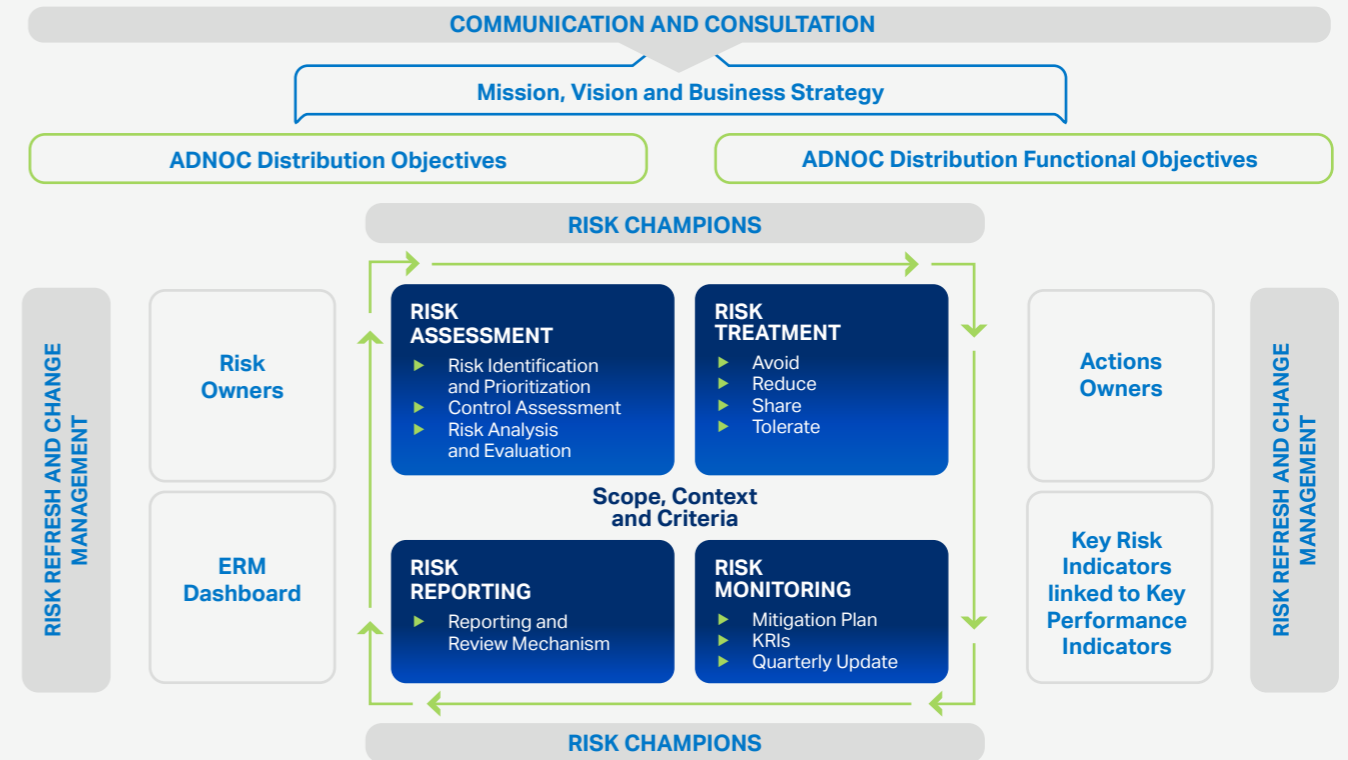 COMMUNICATION AND CONSULTATION
Mission, Vision and Business Strategy
ADNOC Distribution Objectives
ADNOC Distribution Functional Objectives
RISK CHAMPIONS
RISK REFRESH AND CHANGE
MANAGEMENT
Risk
Owners
ERM
Dashboard
RISK
ASSESSMENT
Risk Identification
and Prioritization
Control Assessment
Risk Analysis
and Evaluation
RISK
TREATMENT
Avoid
Reduce
Share
Tolerate
Scope, Context
and Criteria
RISK
REPORTING
Reporting and
Review Mechanism
RISK
MONITORING
Mitigation Plan
KRIs
Quarterly Update
Actions
Owners
Key Risk
Indicators
linked to Key
Performance
Indicators
RISK REFRESH AND CHANGE
MANAGEMENT
RISK CHAMPIONS